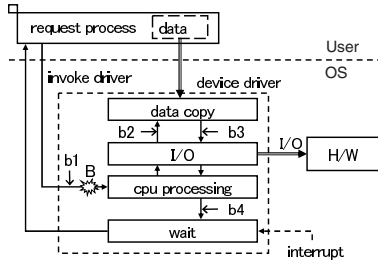 request process
data
User
OS
invoke driver
device driver
data copy
b2
b3
I/O
I/O
H/W
b1
B
cpu processing
b4
wait
interrupt